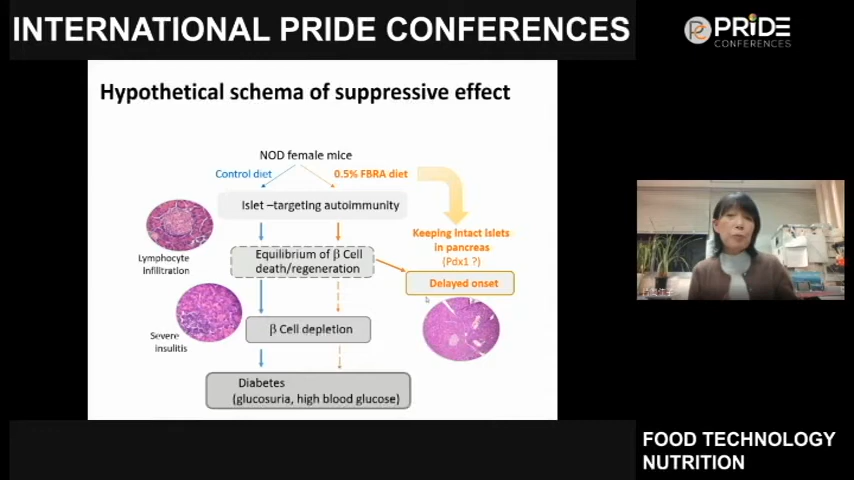 INTERNATIONAL PRIDE CONFERENCES
PRIDE
CONFERENCES
Hypothetical schema of suppressive effect
NOD female mice
Control diet
0.5% FBRA diet
Islet –targeting autoimmunity
Keeping intact islets
in pancreas
(Pdx1 ?)
Lymphocyte
Infiltration
Equilibrium of β Cell
death/regeneration
Delayed onset
Severe
insulitis
β Cell depletion
Diabetes
(glucosuria, high blood glucose)
FOOD TECHNOLOGY
NUTRITION